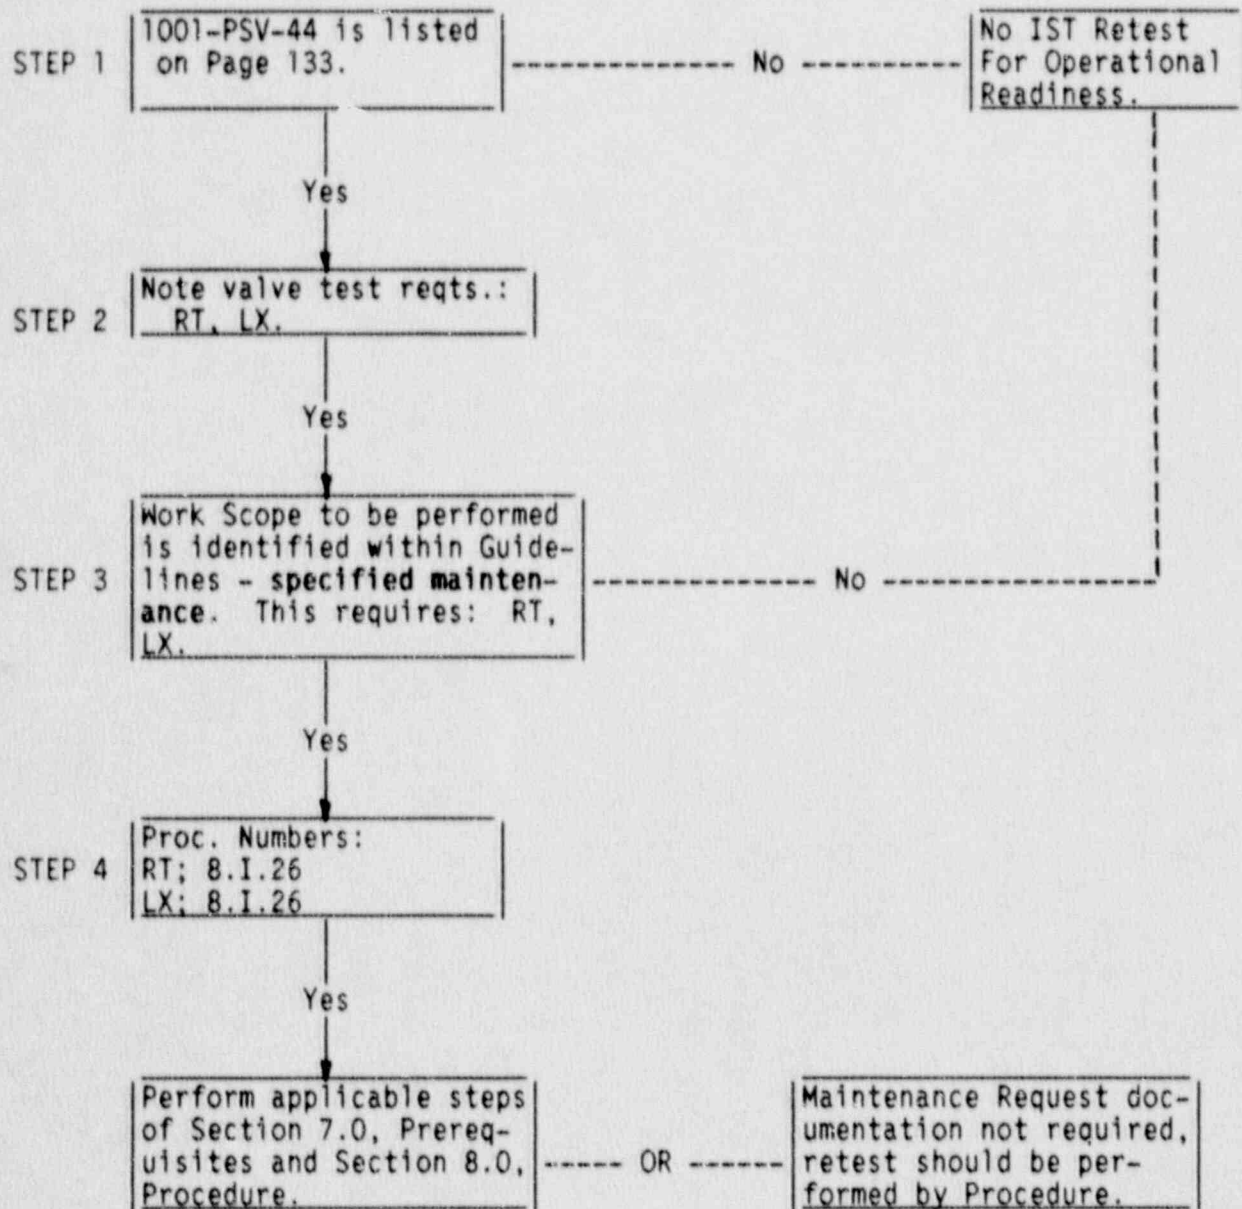 STEP 1
1001-PSV-44 is listed
on Page 133.
No
No IST Retest
For Operational
Readiness.
Yes
STEP 2
Note valve test reqts.:
RT, LX.
Yes
STEP 3
Work Scope to be performed
is identified within Guide-
lines - specified mainten-
ance. This requires: RT,
LX.
No
Yes
STEP 4
Proc. Numbers:
RT; 8.I.26
LX; 8.I.26
Yes
Perform applicable steps
of Section 7.0, Prereq-
uisites and Section 8.0,
Procedure.
OR
Maintenance Request doc-
umentation not required,
retest should be per-
formed by Procedure.